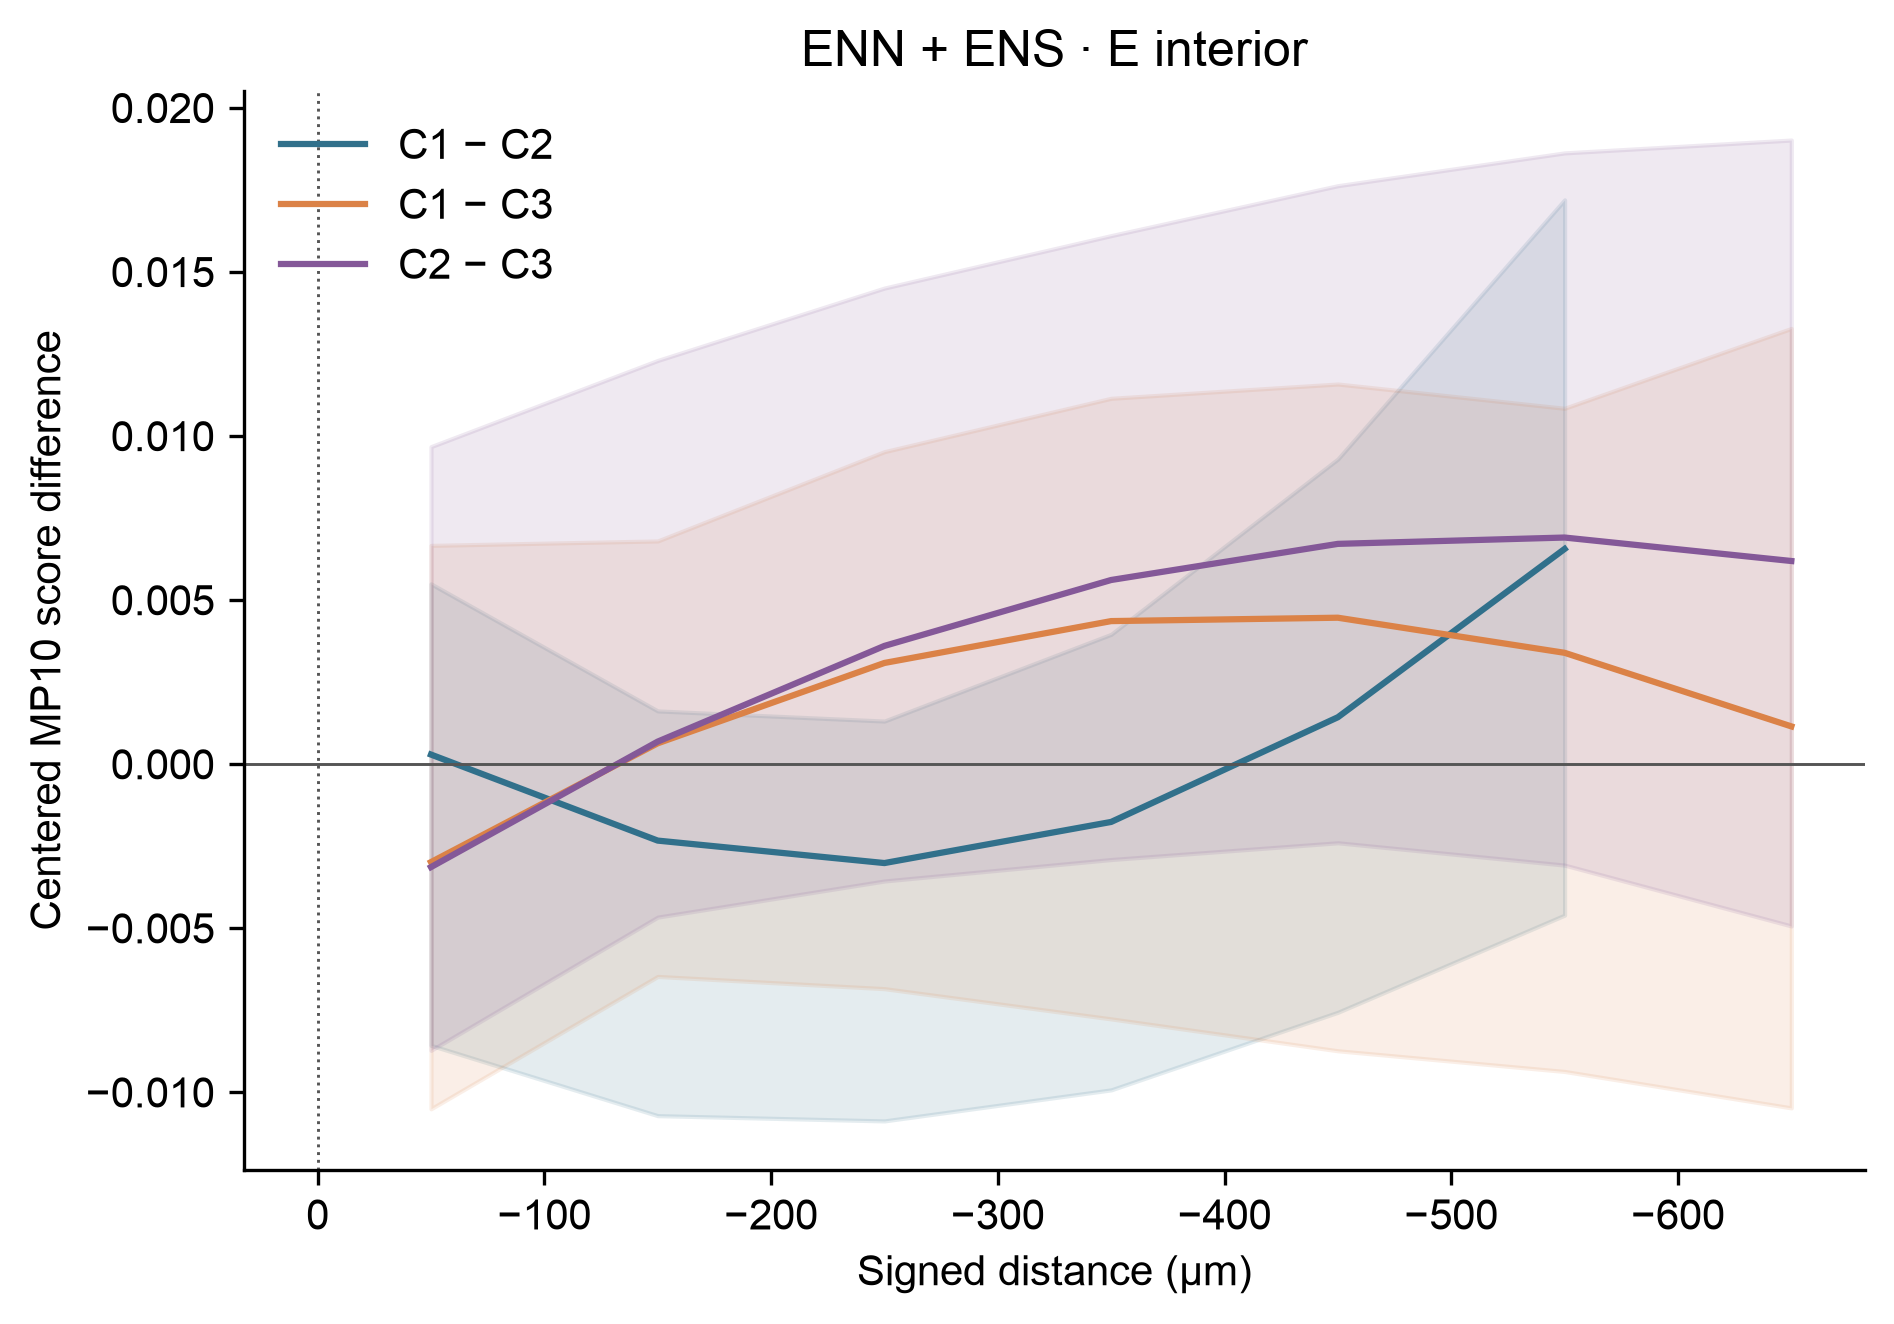 ENN + ENS · E interior
0.020
0.015
0.010
0.005
0.000
−0.005
−0.010
Centered MP10 score difference
C1 − C2
C1 − C3
C2 − C3
0
−100
−200
−300
−400
−500
−600
Signed distance (μm)